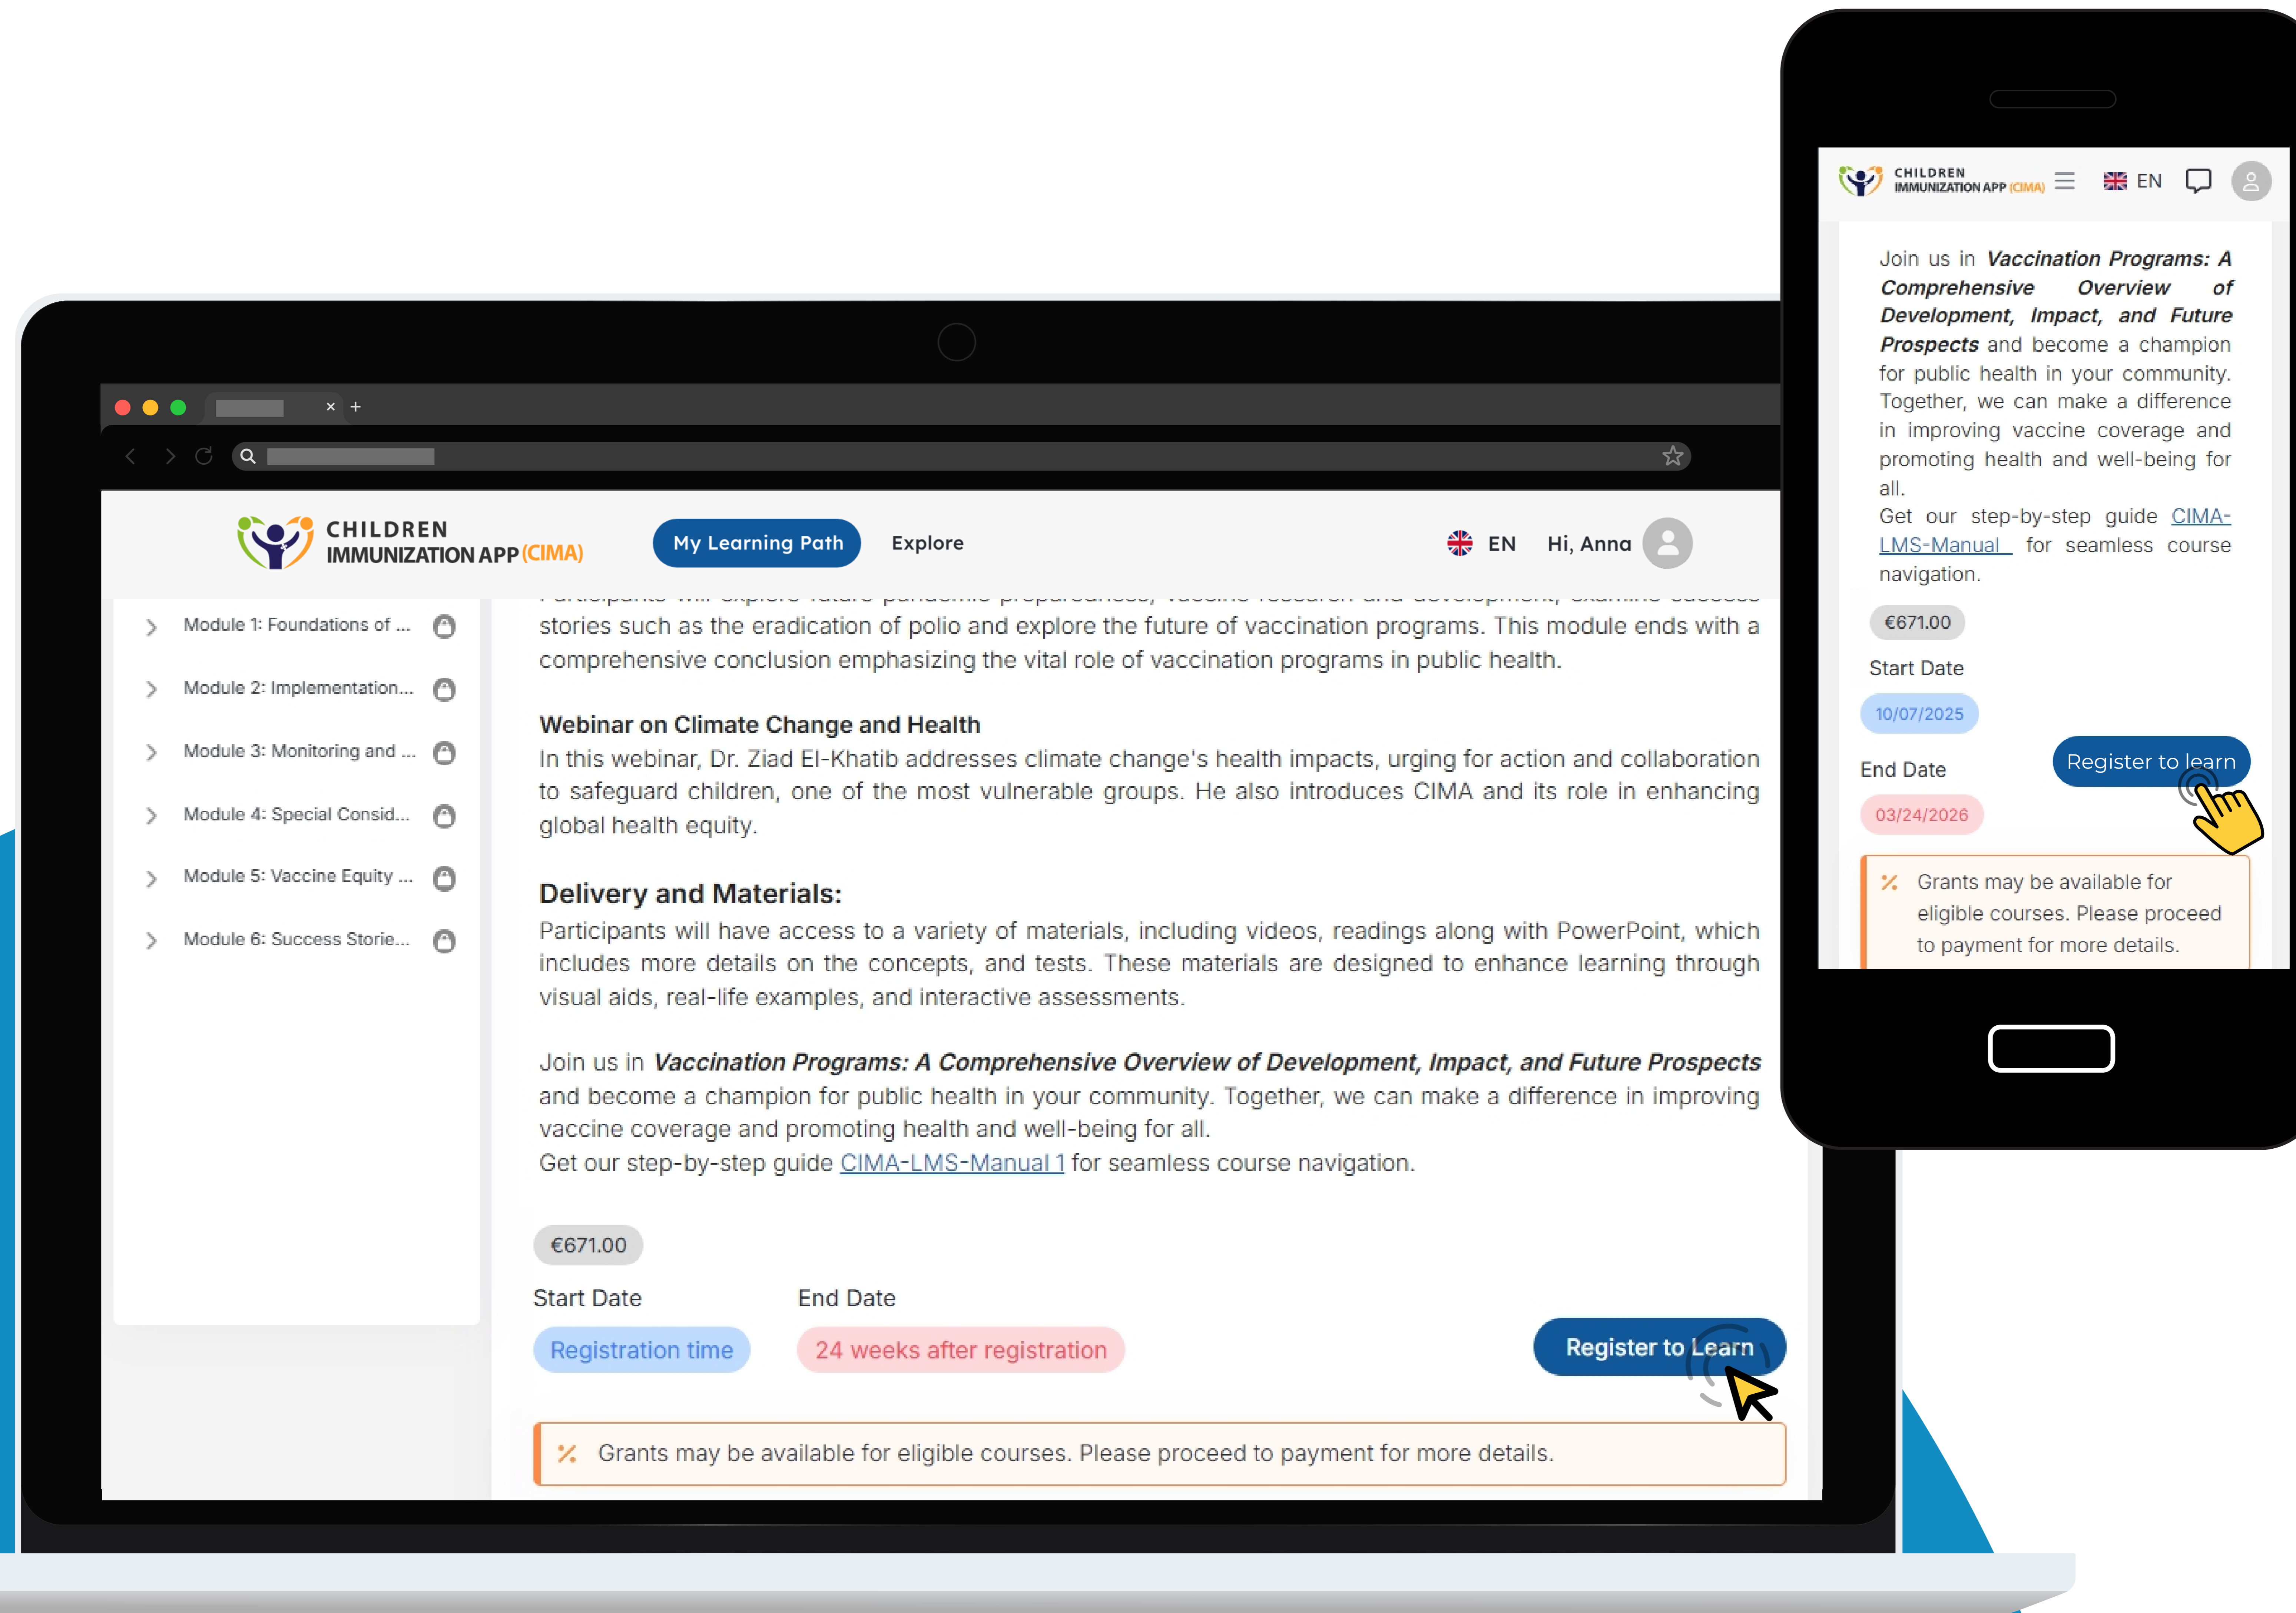 CHILDREN
IMMUNIZATION APP (CIMA)
My Learning Path
Explore
EN
Hi, Anna
Module 1: Foundations of ...
Module 2: Implementation...
Module 3: Monitoring and ...
Module 4: Special Consid...
Module 5: Vaccine Equity ...
Module 6: Success Storie...
Participants will explore future pandemic preparedness, vaccine research and development, examine success
stories such as the eradication of polio and explore the future of vaccination programs. This module ends with a
comprehensive conclusion emphasizing the vital role of vaccination programs in public health.
Webinar on Climate Change and Health
In this webinar, Dr. Ziad El-Khatib addresses climate change's health impacts, urging for action and collaboration
to safeguard children, one of the most vulnerable groups. He also introduces CIMA and its role in enhancing
global health equity.
Delivery and Materials:
Participants will have access to a variety of materials, including videos, readings along with PowerPoint, which
includes more details on the concepts, and tests. These materials are designed to enhance learning through
visual aids, real-life examples, and interactive assessments.
Join us in Vaccination Programs: A Comprehensive Overview of Development, Impact, and Future Prospects
and become a champion for public health in your community. Together, we can make a difference in improving
vaccine coverage and promoting health and well-being for all.
Get our step-by-step guide CIMA-LMS-Manual 1 for seamless course navigation.
€671.00
Start Date
End Date
Registration time
24 weeks after registration
Register to Learn
Grants may be available for eligible courses. Please proceed to payment for more details.
CHILDREN
IMMUNIZATION APP (CIMA)
EN
Join us in Vaccination Programs: A
Comprehensive Overview of
Development, Impact, and Future
Prospects and become a champion
for public health in your community.
Together, we can make a difference
in improving vaccine coverage and
promoting health and well-being for
all.
Get our step-by-step guide CIMA-
LMS-Manual for seamless course
navigation.
€671.00
Start Date
10/07/2025
End Date
Register to learn
03/24/2026
Grants may be available for
eligible courses. Please proceed
to payment for more details.